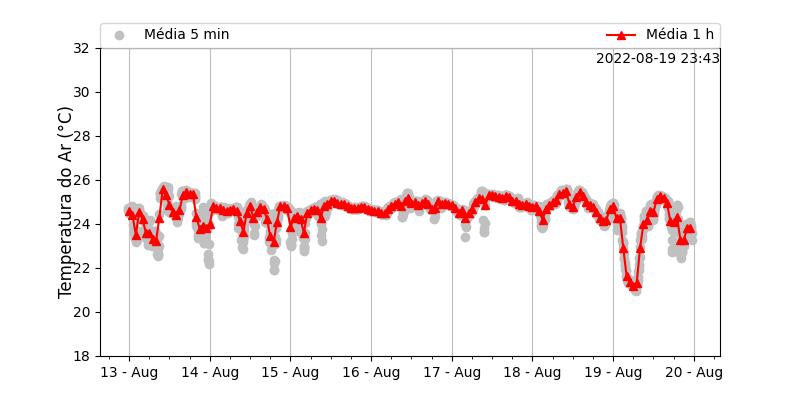 Média 5 min
Média 1 h
2022-08-19 23:43
Temperatura do Ar (°C)
32
30
28
26
24
22
20
18
13 - Aug
14 - Aug
15 - Aug
16 - Aug
17 - Aug
18 - Aug
19 - Aug
20 - Aug